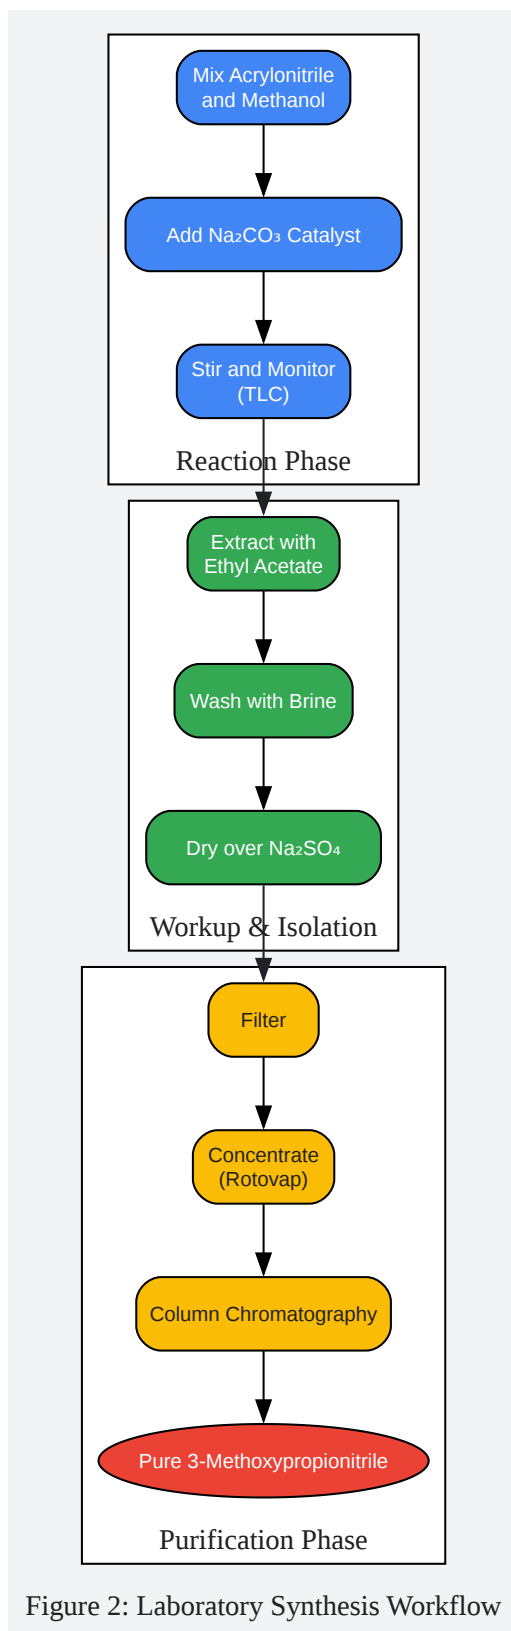 Mix Acrylonitrile
and Methanol
Add Na₂CO₃ Catalyst
Stir and Monitor
(TLC)
Reaction Phase
Extract with
Ethyl Acetate
Wash with Brine
Dry over Na₂SO₄
Workup & Isolation
Filter
Concentrate
(Rotovap)
Column Chromatography
Pure 3-Methoxypropionitrile
Purification Phase
Figure 2: Laboratory Synthesis Workflow